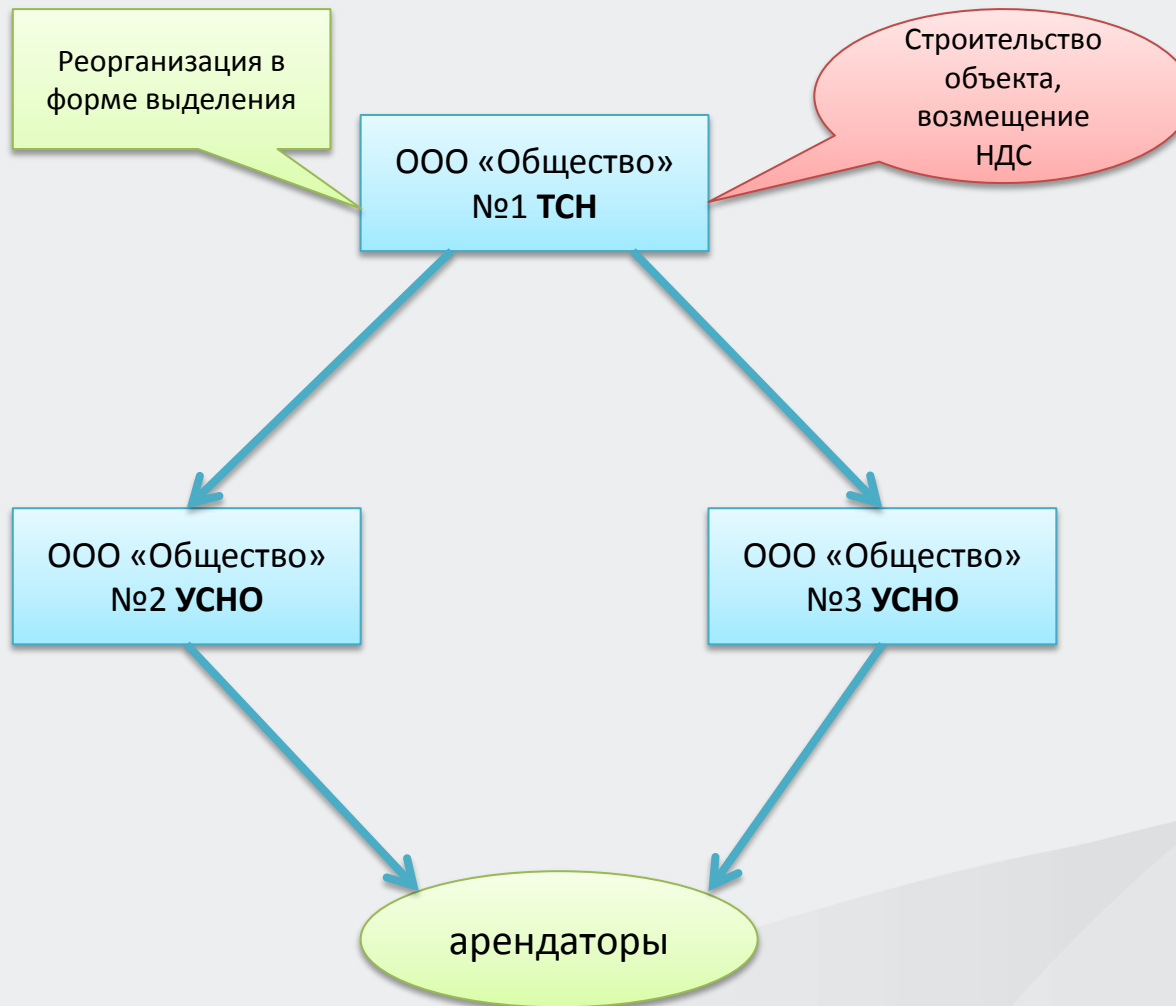 Реорганизация в
форме выделения
Строительство
объекта,
возмещение
НДС
ООО «Общество»
№1 ТСН
ООО «Общество»
№2 УСНО
ООО «Общество»
№3 УСНО
арендаторы